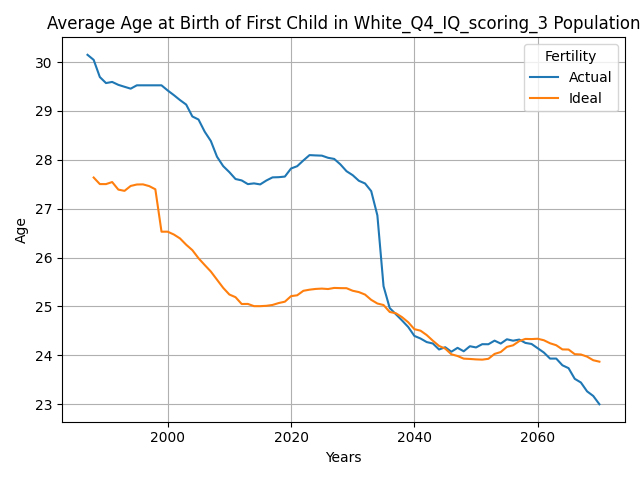 Average Age at Birth of First Child in White_Q4_IQ_scoring_3 Population
Fertility
Actual
Ideal
Age
30
29
28
27
26
25
24
23
2000
2020
2040
2060
Years